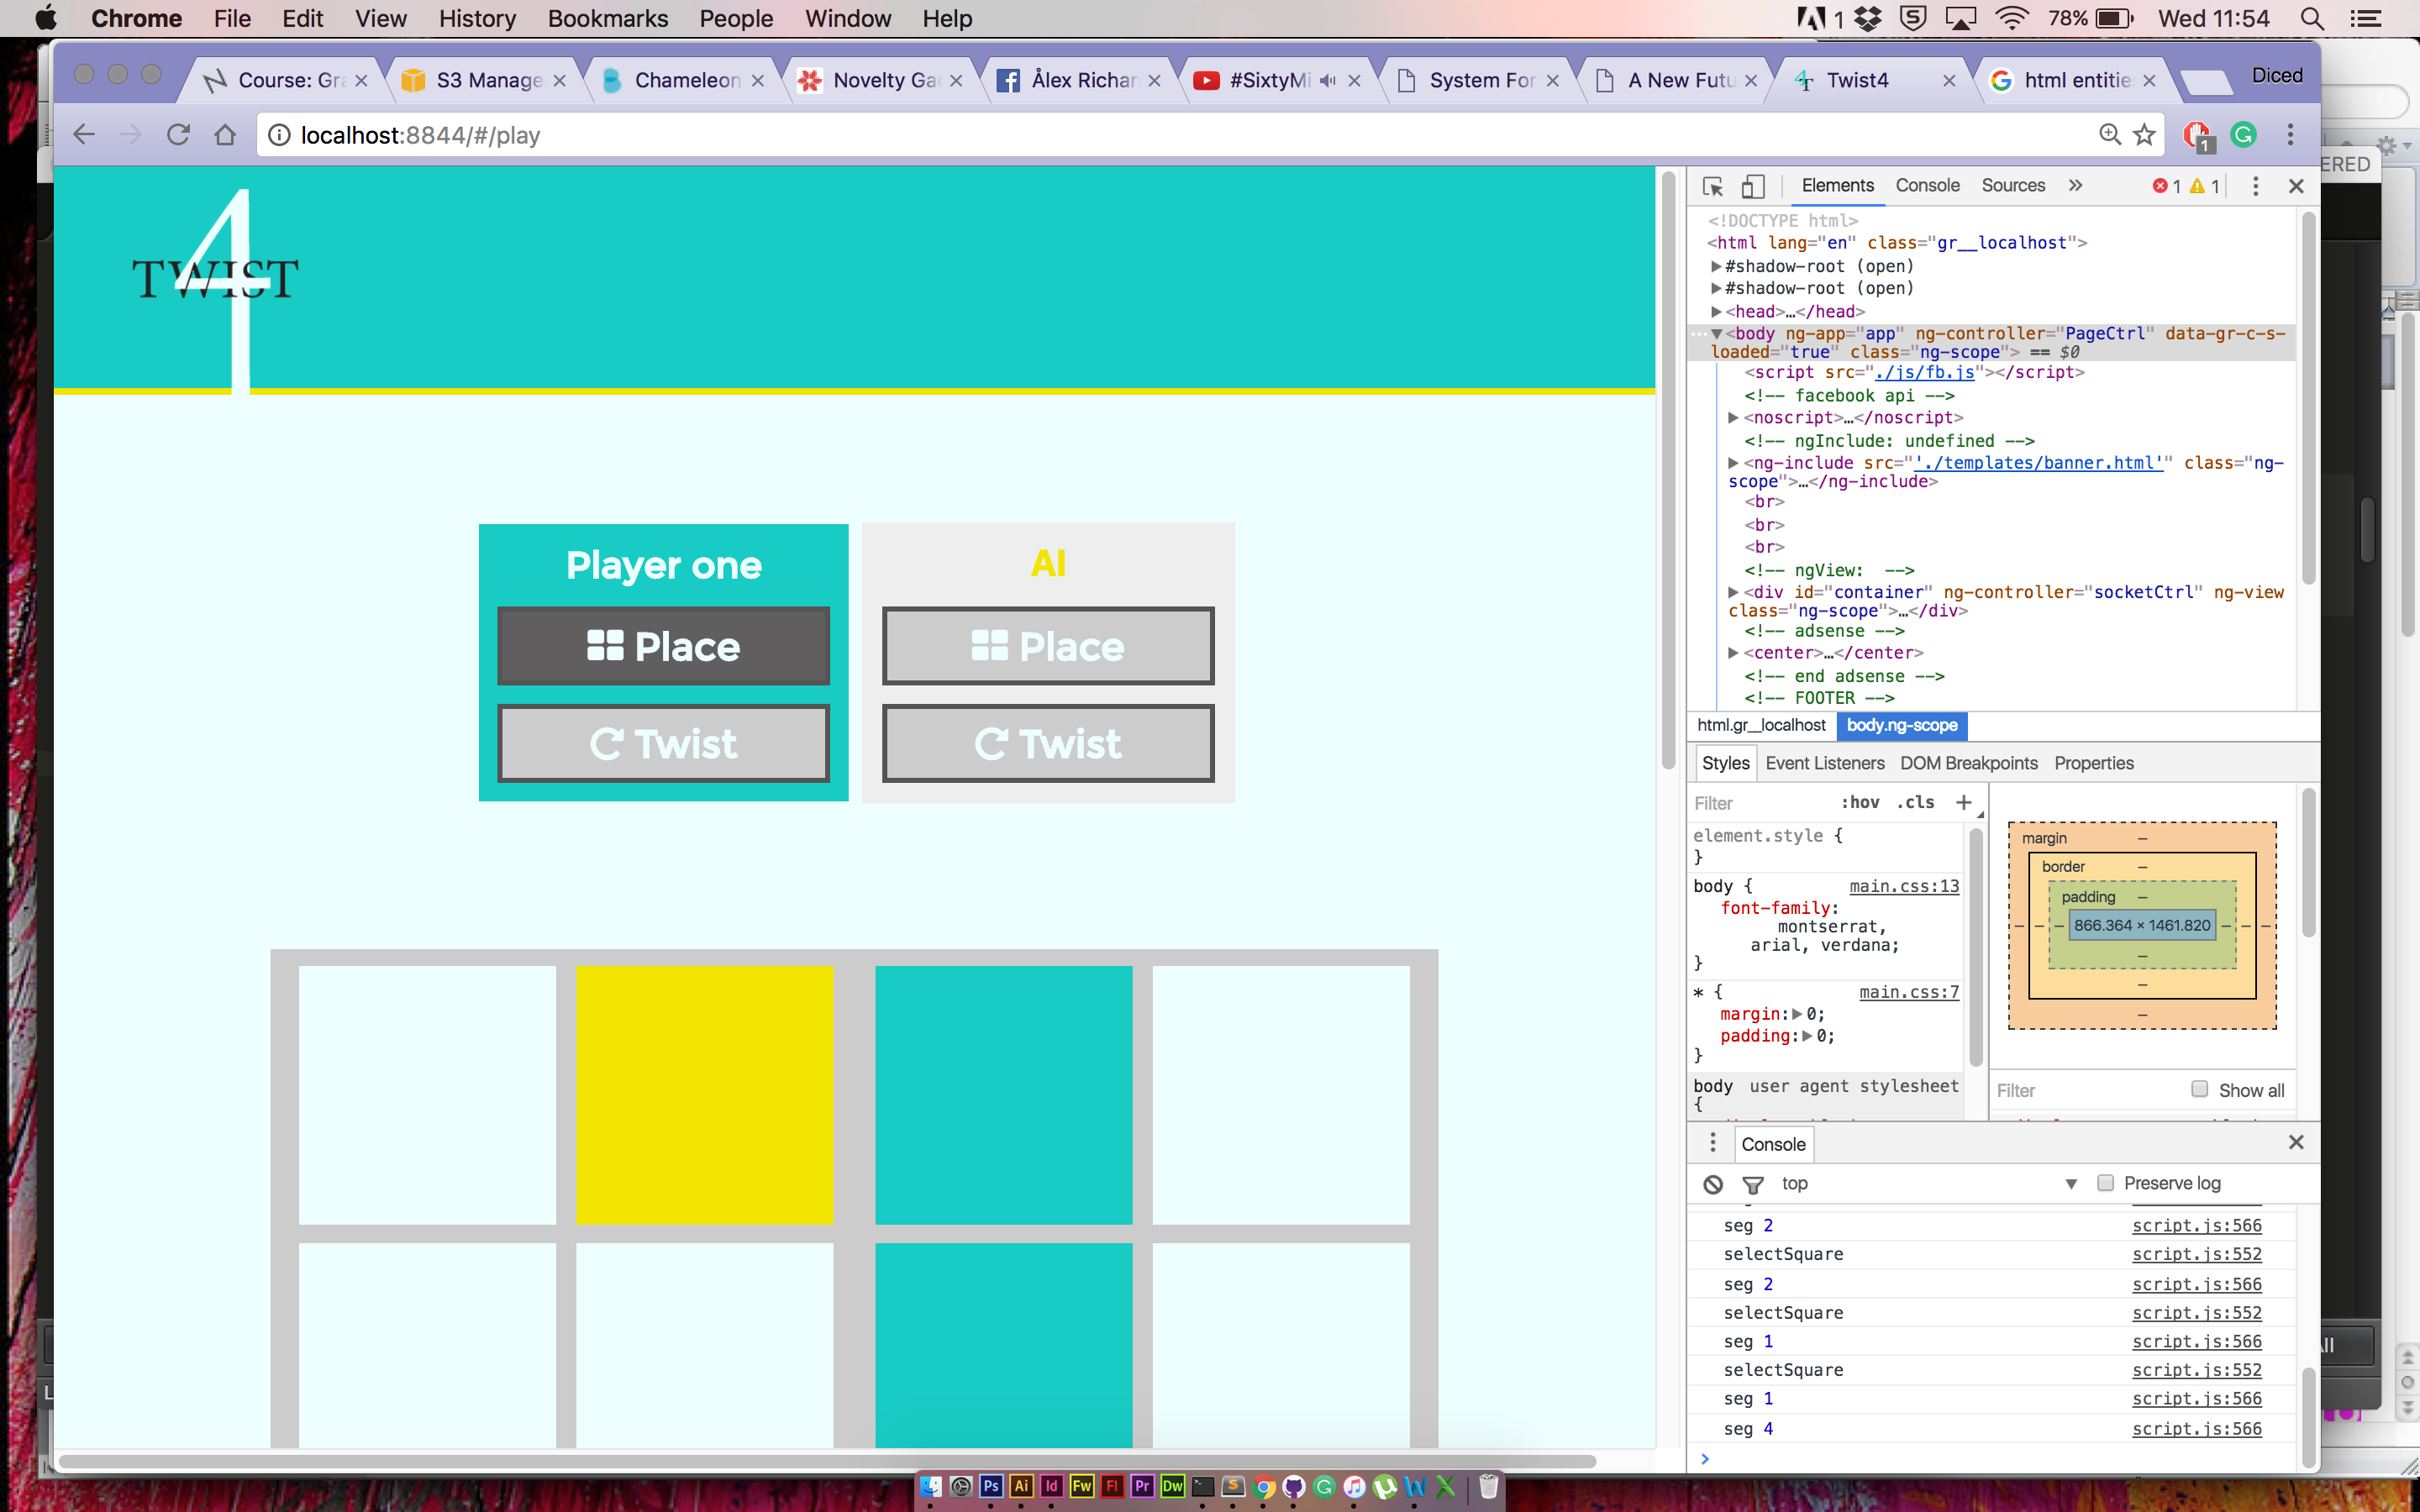 Chrome File Edit View History Bookmarks People Window Help 1 78% Wed 11:54
Course: Gra S3 Manage Chameleon Novelty Ga Ålex Richar #SixtyMi System For A New Futu Twist4 html entitie Diced
localhost:8844/#/play 1
ERED
TWIST
4
Player one
Place
Twist
AI
Place
Twist
Elements Console Sources » 1 1
<!DOCTYPE html>
<html lang="en" class="gr__localhost">
▶#shadow-root (open)
▶#shadow-root (open)
▶<head>…</head>
…▼<body ng-app="app" ng-controller="PageCtrl" data-gr-c-s-
loaded="true" class="ng-scope"> == $0
<script src="./js/fb.js"></script>
<!-- facebook api -->
▶<noscript>…</noscript>
<!-- ngInclude: undefined -->
▶<ng-include src="'./templates/banner.html'" class="ng-
scope">…</ng-include>
<br>
<br>
<br>
<!-- ngView:  -->
▶<div id="container" ng-controller="socketCtrl" ng-view
class="ng-scope">…</div>
<!-- adsense -->
▶<center>…</center>
<!-- end adsense -->
<!-- FOOTER -->
html.gr__localhost body.ng-scope
Styles Event Listeners DOM Breakpoints Properties
Filter :hov .cls +
element.style {
}
body { main.css:13
font-family:
montserrat,
arial, verdana;
}
* { main.css:7
margin:▶0;
padding:▶0;
}
body user agent stylesheet
{
margin –
border –
padding –
– – – 866.364 × 1461.820 – – –
–
–
–
Filter Show all
Console
top ▼ Preserve log
seg 2 script.js:566
selectSquare script.js:552
seg 2 script.js:566
selectSquare script.js:552
seg 1 script.js:566
selectSquare script.js:552
seg 1 script.js:566
seg 4 script.js:566
>
Ps Ai Id Fw Fl Pr Dw